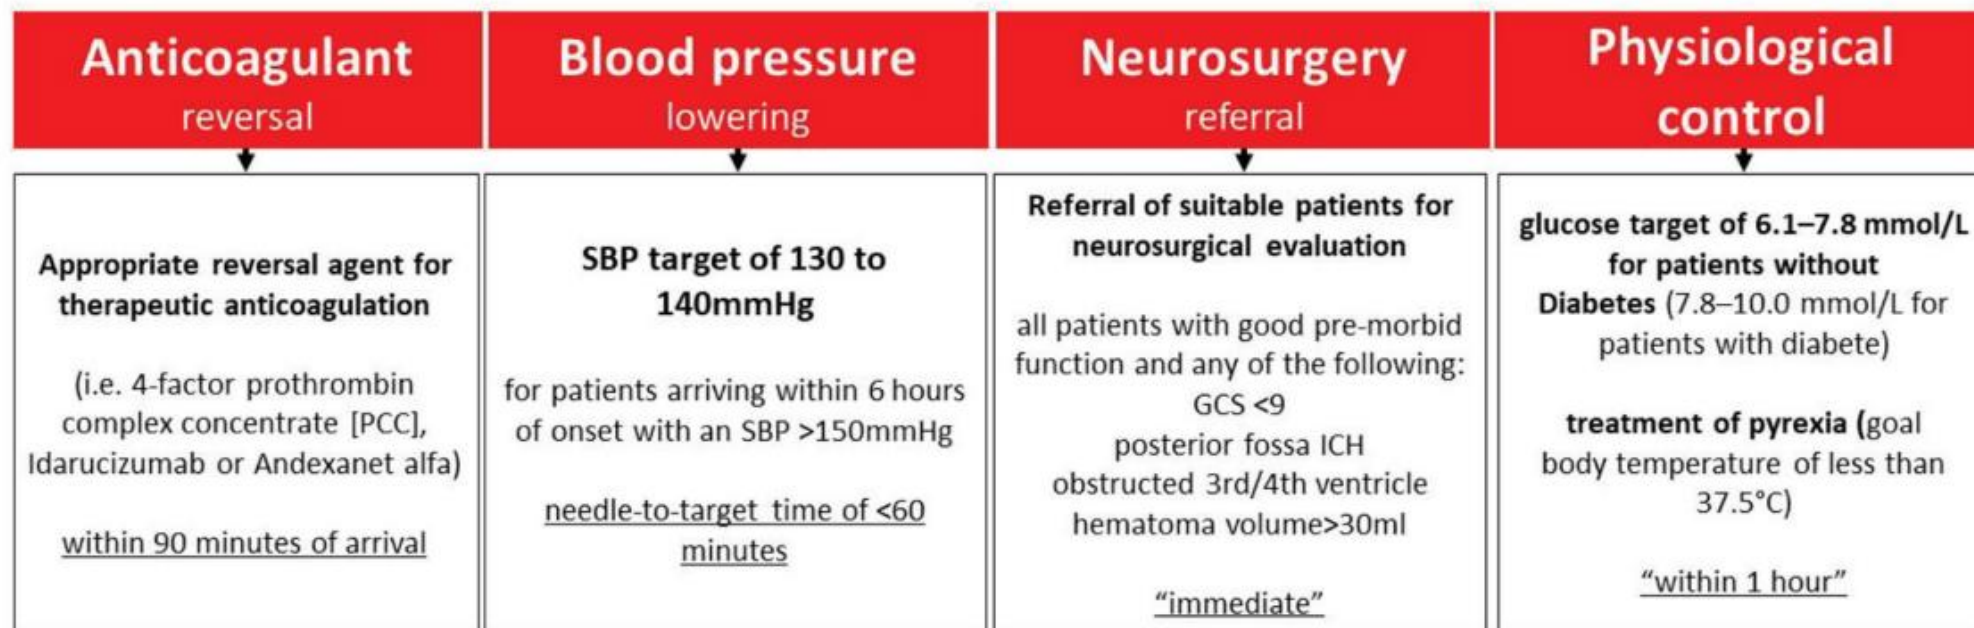 Anticoagulant
reversal
Appropriate reversal agent for
therapeutic anticoagulation
(i.e. 4-factor prothrombin
complex concentrate [PCC],
Idarucizumab or Andexanet alfa)
within 90 minutes of arrival
Blood pressure
lowering
SBP target of 130 to
140mmHg
for patients arriving within 6 hours
of onset with an SBP >150mmHg
needle-to-target time of <60
minutes
Neurosurgery
referral
Referral of suitable patients for
neurosurgical evaluation
all patients with good pre-morbid
function and any of the following:
GCS <9
posterior fossa ICH
obstructed 3rd/4th ventricle
hematoma volume>30ml
“immediate”
Physiological
control
glucose target of 6.1–7.8 mmol/L
for patients without
Diabetes (7.8–10.0 mmol/L for
patients with diabete)
treatment of pyrexia (goal
body temperature of less than
37.5°C)
“within 1 hour”